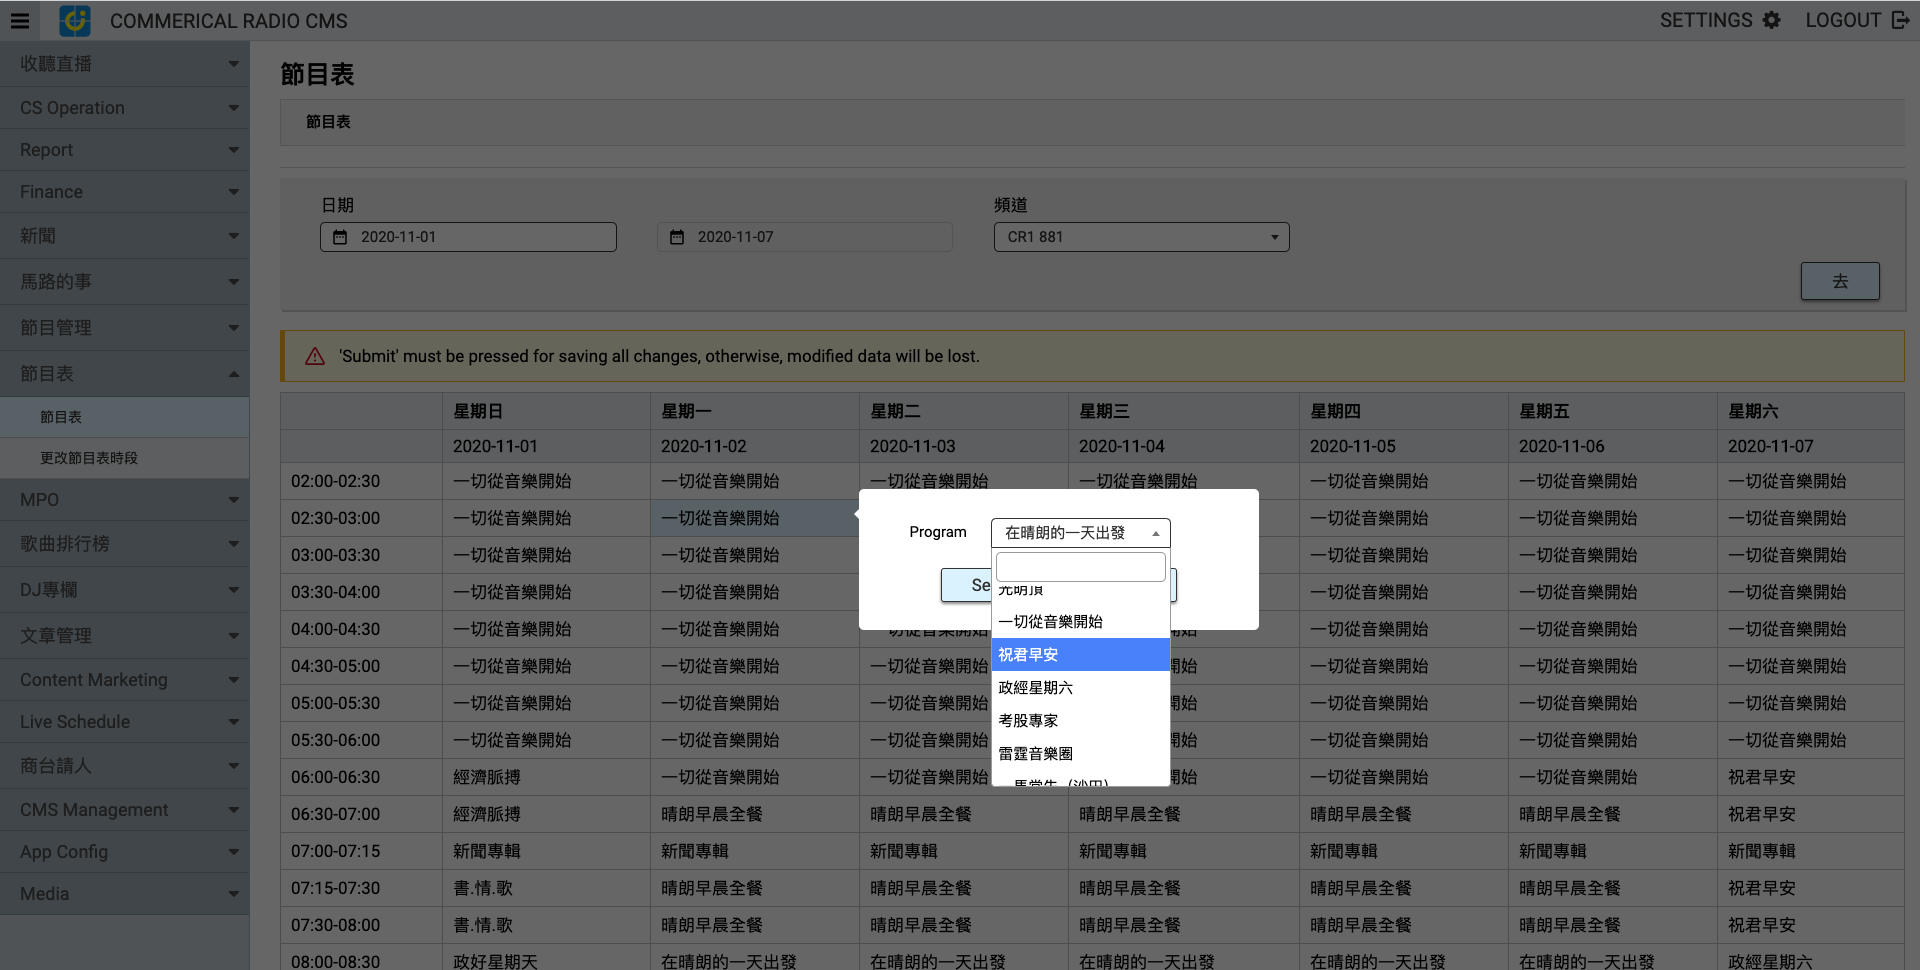 COMMERICAL RADIO CMS
SETTINGS
LOGOUT
收聽直播
CS Operation
Report
Finance
新聞
馬路的事
節目管理
節目表
節目表
更改節目表時段
MPO
歌曲排行榜
DJ專欄
文章管理
Content Marketing
Live Schedule
商台請人
CMS Management
App Config
Media
節目表
節目表
日期
頻道
2020-11-01
2020-11-07
CR1 881
去
'Submit' must be pressed for saving all changes, otherwise, modified data will be lost.
星期日 星期一 星期二 星期三 星期四 星期五 星期六
2020-11-01 2020-11-02 2020-11-03 2020-11-04 2020-11-05 2020-11-06 2020-11-07
02:00-02:30 一切從音樂開始 一切從音樂開始 一切從音樂開始 一切從音樂開始 一切從音樂開始 一切從音樂開始 一切從音樂開始
02:30-03:00 一切從音樂開始 一切從音樂開始 一切從音樂開始 一切從音樂開始 一切從音樂開始
03:00-03:30 一切從音樂開始 一切從音樂開始 一切從音樂開始 一切從音樂開始 一切從音樂開始
03:30-04:00 一切從音樂開始 一切從音樂開始 一切從音樂開始 一切從音樂開始 一切從音樂開始
04:00-04:30 一切從音樂開始 一切從音樂開始 一切從音樂開始 開始 一切從音樂開始 一切從音樂開始 一切從音樂開始
04:30-05:00 一切從音樂開始 一切從音樂開始 一切從音樂開始 開始 一切從音樂開始 一切從音樂開始 一切從音樂開始
05:00-05:30 一切從音樂開始 一切從音樂開始 一切從音樂開始 開始 一切從音樂開始 一切從音樂開始 一切從音樂開始
05:30-06:00 一切從音樂開始 一切從音樂開始 一切從音樂開始 開始 一切從音樂開始 一切從音樂開始 一切從音樂開始
06:00-06:30 經濟脈搏 一切從音樂開始 一切從音樂開始 開始 一切從音樂開始 一切從音樂開始 祝君早安
06:30-07:00 經濟脈搏 晴朗早晨全餐 晴朗早晨全餐 晴朗早晨全餐 晴朗早晨全餐 晴朗早晨全餐 祝君早安
07:00-07:15 新聞專輯 新聞專輯 新聞專輯 新聞專輯 新聞專輯 新聞專輯 新聞專輯
07:15-07:30 書.情.歌 晴朗早晨全餐 晴朗早晨全餐 晴朗早晨全餐 晴朗早晨全餐 晴朗早晨全餐 祝君早安
07:30-08:00 書.情.歌 晴朗早晨全餐 晴朗早晨全餐 晴朗早晨全餐 晴朗早晨全餐 晴朗早晨全餐 祝君早安
08:00-08:30 政好星期天 在晴朗的一天出發 在晴朗的一天出發 在晴朗的一天出發 在晴朗的一天出發 在晴朗的一天出發 政經星期六
Program
在晴朗的一天出發
Se
光明頂
一切從音樂開始
祝君早安
政經星期六
考股專家
雷霆音樂圈